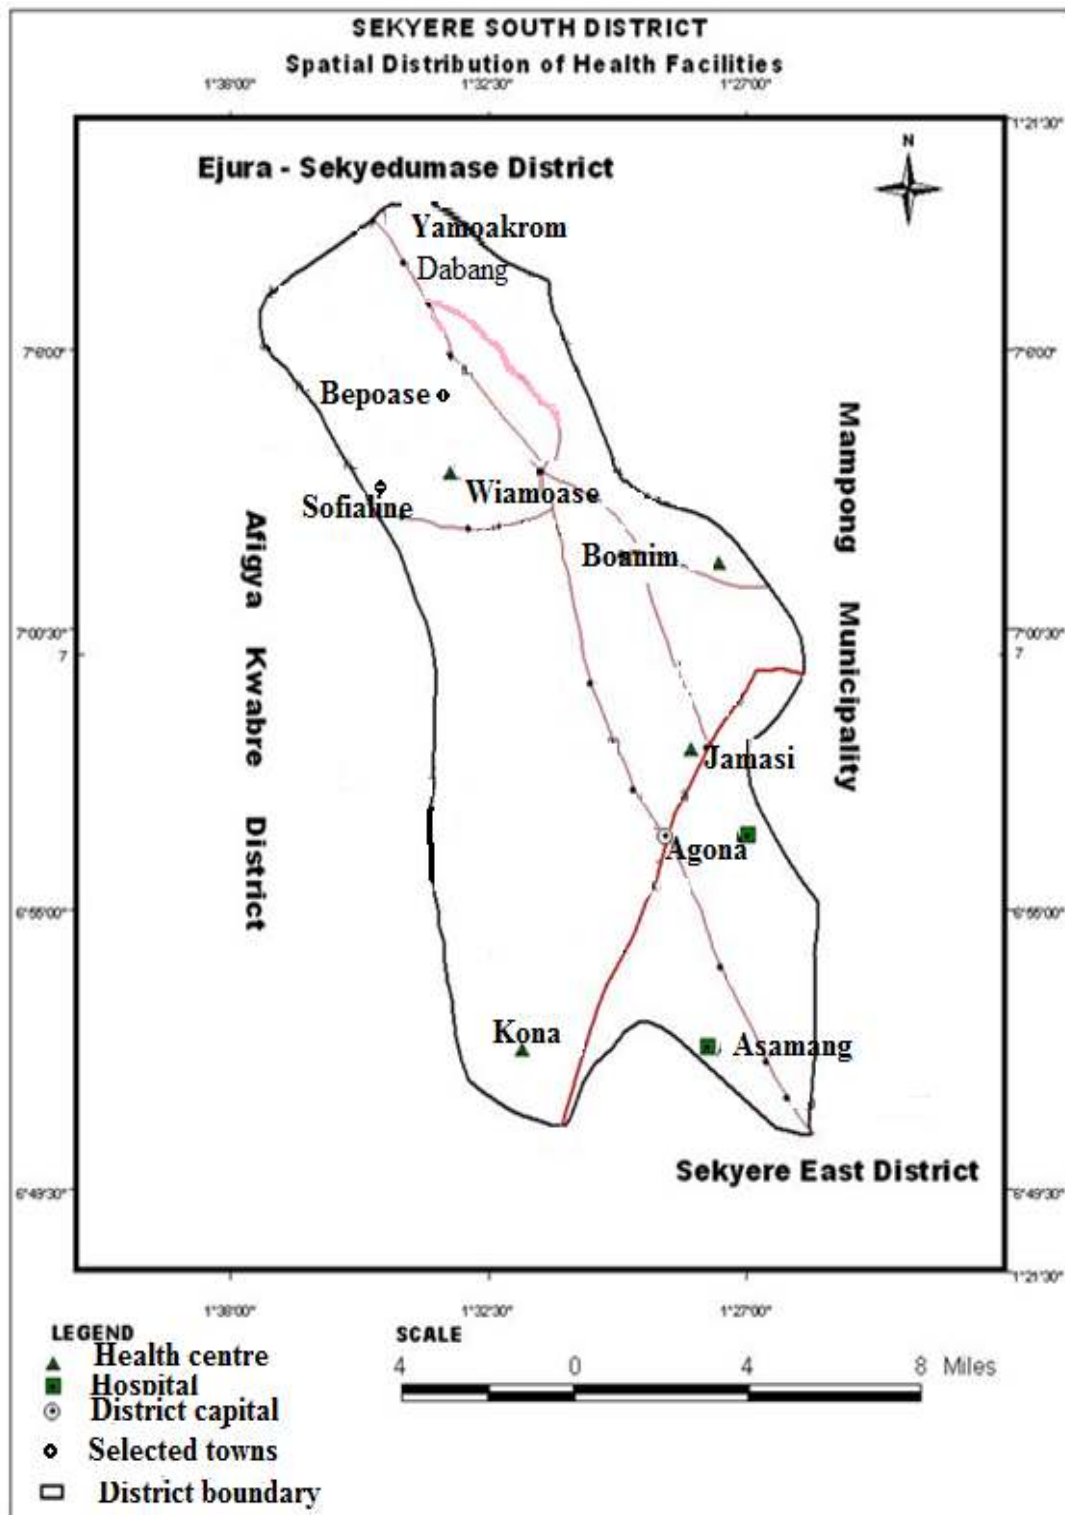 SEKYERE SOUTH DISTRICT
Spatial Distribution of Health Facilities
1°38'00" 1°32'30" 1°27'00"
1°21'30"
N
Ejura - Sekyedumase District
Yamoakrom
Dabang
7°6'00" 7°6'00"
Bepoase
Mampong Municipality
Wiamoase
Sofialine
Afigya Kwabre District
Bonnim
7°00'30" 7°00'30"
7 7
Jamasi
Agona
6°55'00" 6°55'00"
Kona
Asamang
Sekyere East District
6°49'30" 6°49'30"
1°21'30"
1°38'00" 1°32'30" 1°27'00"
LEGEND
Health centre
Hospital
District capital
Selected towns
District boundary
SCALE
4 0 4 8 Miles